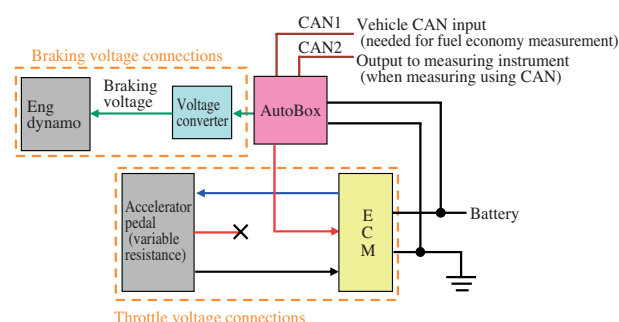 CAN1 Vehicle CAN input
(needed for fuel economy measurement)
CAN2 Output to measuring instrument
(when measuring using CAN)
Braking voltage connections
Eng
dynamo
Braking
voltage
Voltage
converter
AutoBox
Accelerator
pedal
(variable
resistance)
E
C
M
Battery
Throttle voltage connections